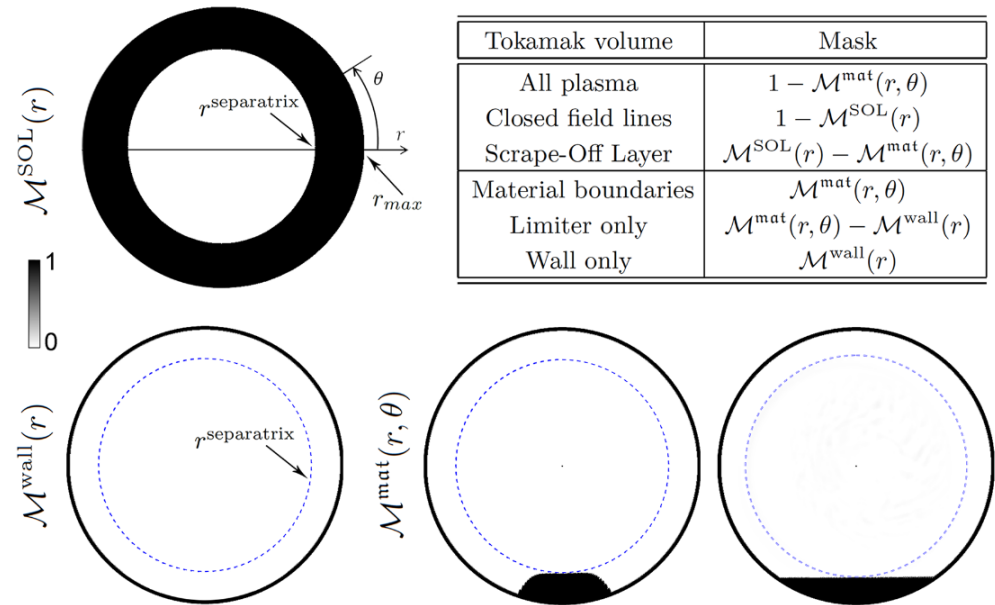 𝓜^SOL(r)
θ
r^separatrix
r
r_max
1
0
Tokamak volume Mask
All plasma 1 − 𝓜^𝔪𝔞𝔱(r, θ)
Closed field lines 1 − 𝓜^SOL(r)
Scrape-Off Layer 𝓜^SOL(r) − 𝓜^𝔪𝔞𝔱(r, θ)
Material boundaries 𝓜^𝔪𝔞𝔱(r, θ)
Limiter only 𝓜^𝔪𝔞𝔱(r, θ) − 𝓜^wall(r)
Wall only 𝓜^wall(r)
𝓜^wall(r)
r^separatrix
𝓜^𝔪𝔞𝔱(r, θ)